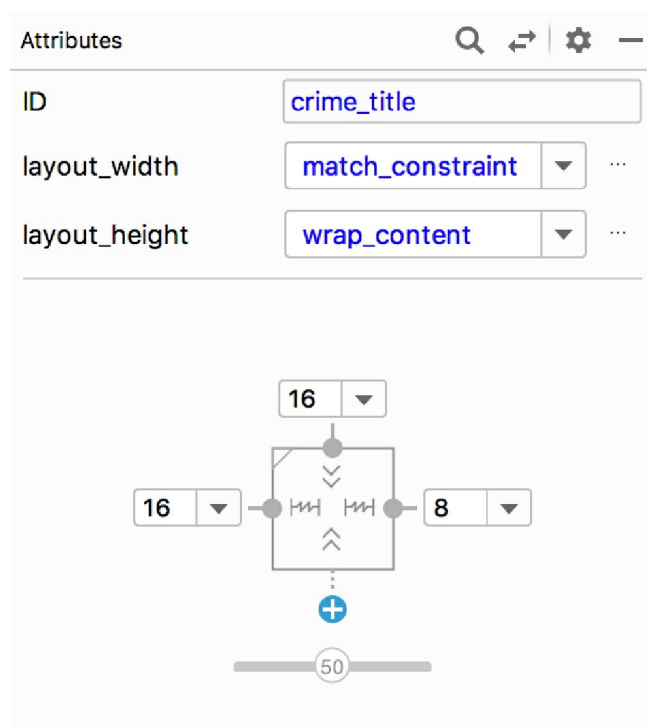 Attributes
ID crime_title
layout_width match_constraint ...
layout_height wrap_content ...
16
16 8
50